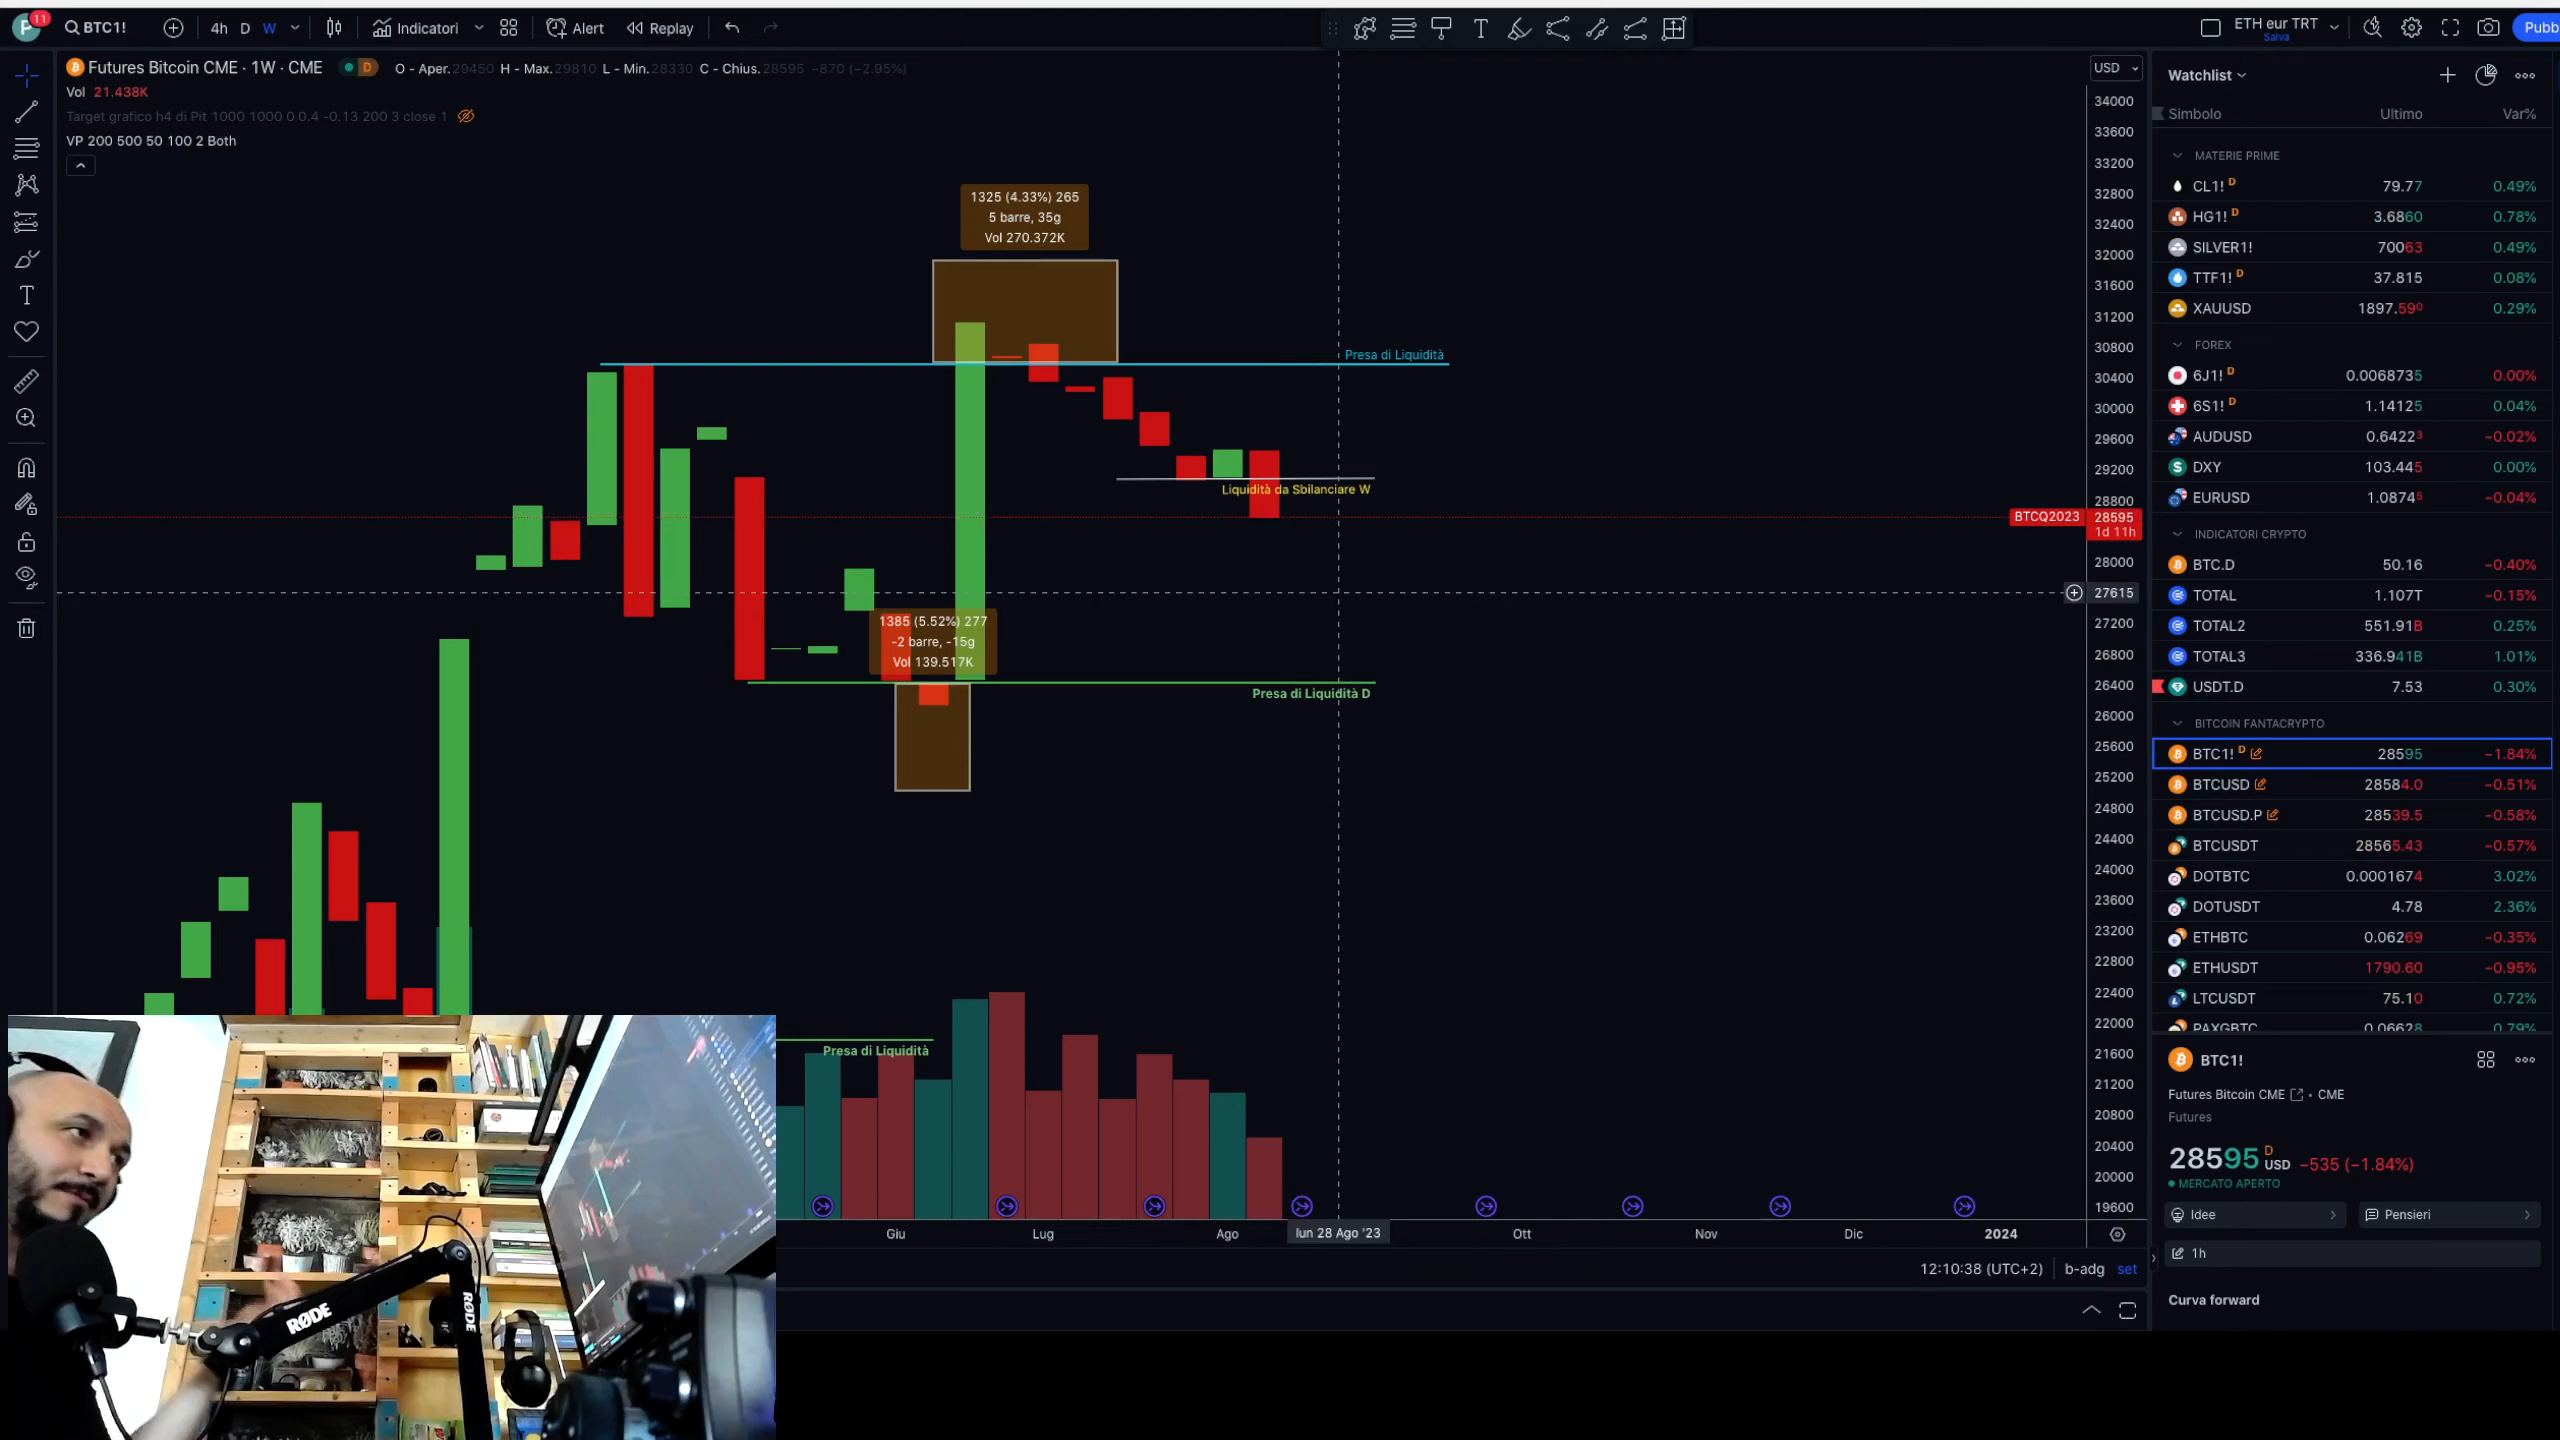 P 11 BTC1! 4h D W Indicatori Alert Replay ETH eur TRT Salva
Futures Bitcoin CME · 1W · CME D O - Aper.29450 H - Max.29810 L - Min.28330 C - Chius.28595 −870 (−2.95%)
Vol 21.438K
Target grafico h4 di Pit 1000 1000 0 0.4 -0.13 200 3 close 1
VP 200 500 50 100 2 Both
1325 (4.33%) 265
5 barre, 35g
Vol 270.372K
Presa di Liquidità
Liquidità da Sbilanciare W
BTCQ2023
1385 (5.52%) 277
-2 barre, -15g
Vol 139.517K
Presa di Liquidità D
Presa di Liquidità
RØDE
RØDE
USD
34000
33600
33200
32800
32400
32000
31600
31200
30800
30400
30000
29600
29200
28800
28595
1d 11h
28000
27615
27200
26800
26400
26000
25600
25200
24800
24400
24000
23600
23200
22800
22400
22000
21600
21200
20800
20400
20000
19600
Giu Lug Ago lun 28 Ago '23 Ott Nov Dic 2024
12:10:38 (UTC+2) b-adg set
Watchlist
Simbolo Ultimo Var%
MATERIE PRIME
CL1! D 79.77 0.49%
HG1! D 3.6860 0.78%
SILVER1! 70063 0.49%
TTF1! D 37.815 0.08%
XAUUSD 1897.590 0.29%
FOREX
6J1! D 0.0068735 0.00%
6S1! D 1.14125 0.04%
AUDUSD 0.64223 −0.02%
DXY 103.445 0.00%
EURUSD 1.08745 −0.04%
INDICATORI CRYPTO
BTC.D 50.16 −0.40%
TOTAL 1.107T −0.15%
TOTAL2 551.91B 0.25%
TOTAL3 336.941B 1.01%
USDT.D 7.53 0.30%
BITCOIN FANTACRYPTO
BTC1! D 28595 −1.84%
BTCUSD 28584.0 −0.51%
BTCUSD.P 28539.5 −0.58%
BTCUSDT 28565.43 −0.57%
DOTBTC 0.0001674 3.02%
DOTUSDT 4.78 2.36%
ETHBTC 0.06269 −0.35%
ETHUSDT 1790.60 −0.95%
LTCUSDT 75.10 0.72%
PAXGBTC 0.06628 0.79%
BTC1!
Futures Bitcoin CME • CME
Futures
28595 D USD −535 (−1.84%)
MERCATO APERTO
Idee Pensieri
1h
Curva forward